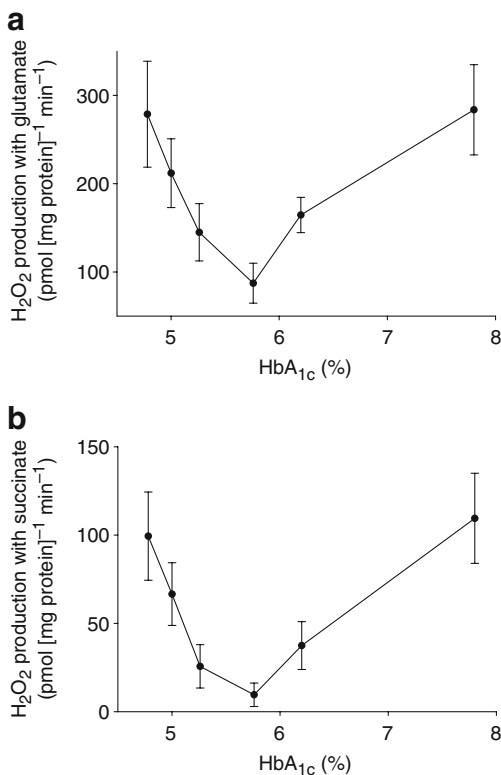 a
H₂O₂ production with glutamate
(pmol [mg protein]⁻¹ min⁻¹)
300
200
100
5 6 7 8
HbA₁c (%)
b
H₂O₂ production with succinate
(pmol [mg protein]⁻¹ min⁻¹)
150
100
50
0
5 6 7 8
HbA₁c (%)